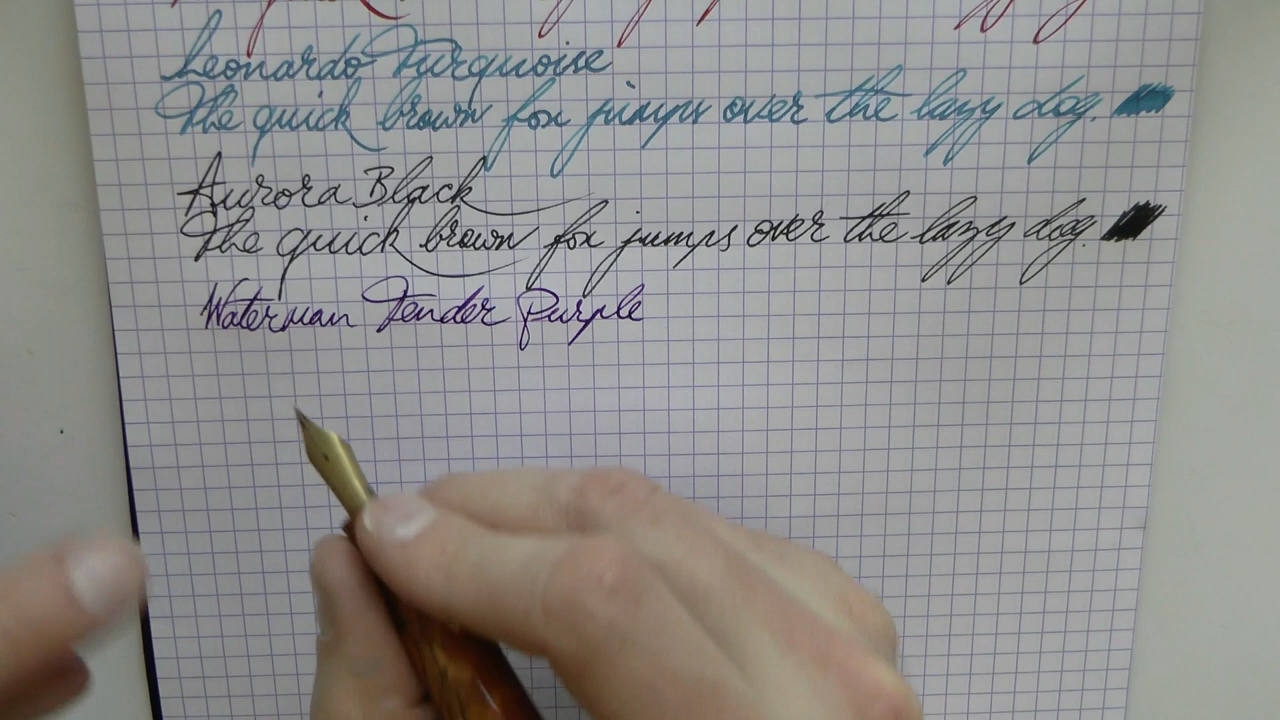 Leonardo Turquoise
The quick brown fox jumps over the lazy dog.
Aurora Black
The quick brown fox jumps over the lazy dog.
Waterman Tender Purple